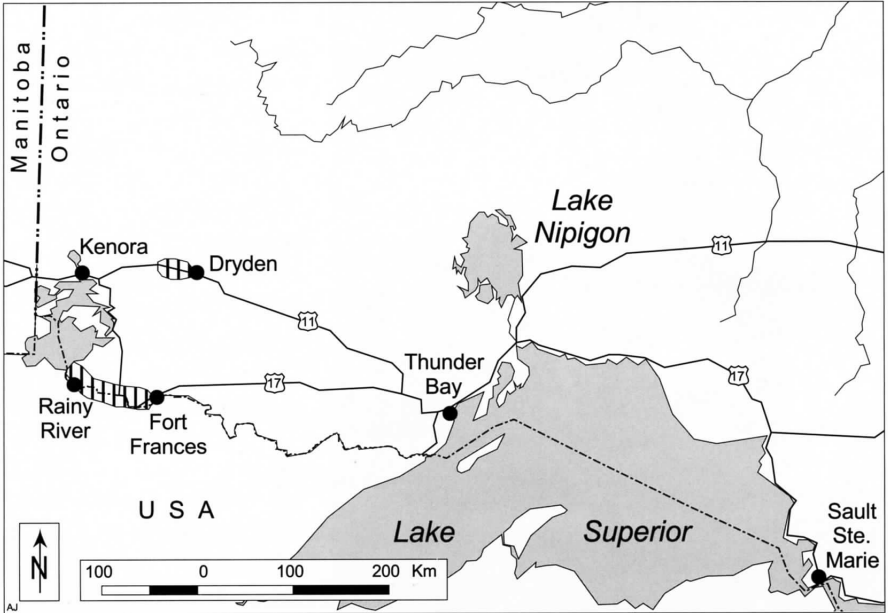 Manitoba
Ontario
Lake
Nipigon
Kenora
Dryden
11
11
Thunder
Bay
17
17
Rainy
River
Fort
Frances
U S A
Lake Superior
Sault
Ste.
Marie
N
100 0 100 200 Km
AJ